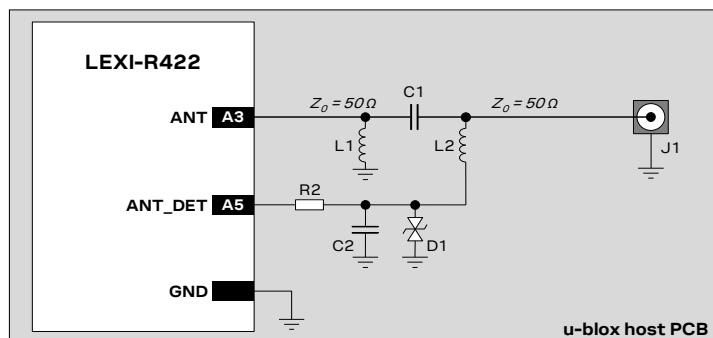 LEXI-R422
Z₀ = 50 Ω
C1
Z₀ = 50 Ω
ANT
A3
L1
L2
J1
R2
ANT_DET
A5
C2
D1
GND
u-blox host PCB